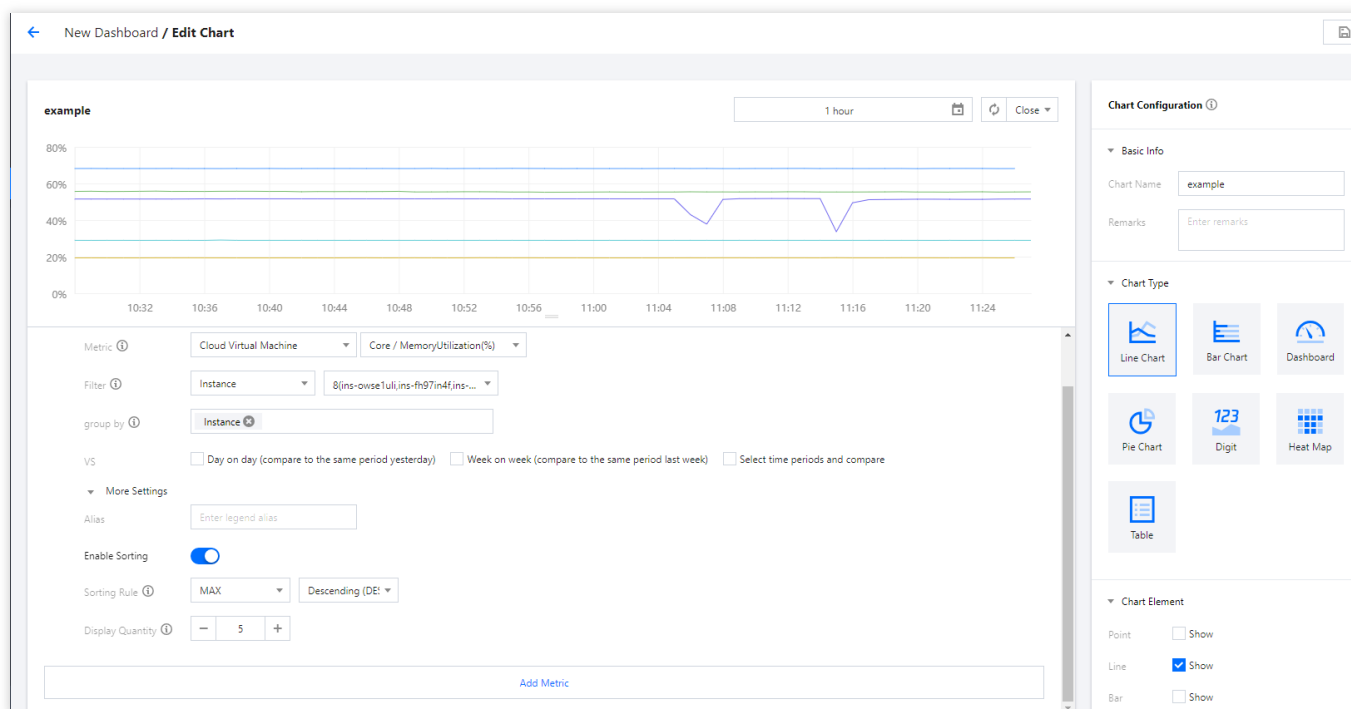 New Dashboard / Edit Chart
example
1 hour
Close
80%
60%
40%
20%
0%
10:32 10:36 10:40 10:44 10:48 10:52 10:56 11:00 11:04 11:08 11:12 11:16 11:20 11:24
Metric Cloud Virtual Machine Core / MemoryUtilization(%)
Filter Instance 8(ins-owse1uli,ins-fh97in4f,ins-...
group by Instance
VS Day on day (compare to the same period yesterday) Week on week (compare to the same period last week) Select time periods and compare
More Settings
Alias Enter legend alias
Enable Sorting
Sorting Rule MAX Descending (DES
Display Quantity − 5 +
Add Metric
Chart Configuration
Basic Info
Chart Name example
Remarks Enter remarks
Chart Type
Line Chart Bar Chart Dashboard
123
Pie Chart Digit Heat Map
Table
Chart Element
Point Show
Line Show
Bar Show